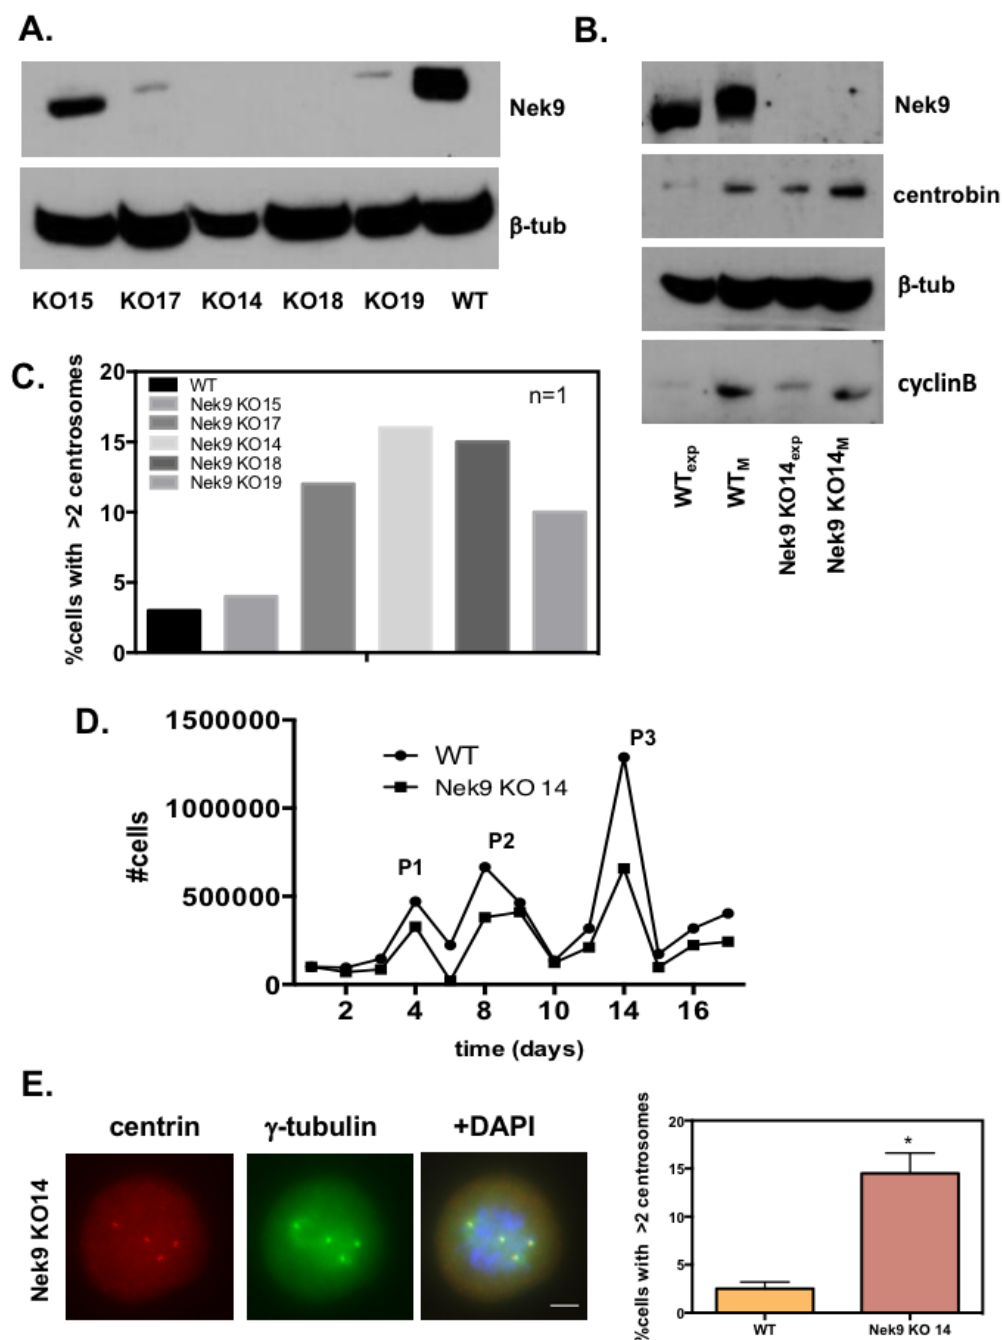 A.
Nek9
β-tub
KO15 KO17 KO14 KO18 KO19 WT
B.
Nek9
centrobin
β-tub
cyclinB
WTexp
WTM
Nek9 KO14exp
Nek9 KO14M
C.
%cells with >2 centrosomes
20
15
10
5
0
WT
Nek9 KO15
Nek9 KO17
Nek9 KO14
Nek9 KO18
Nek9 KO19
n=1
D.
#cells
1500000
1000000
500000
0
WT
Nek9 KO 14
P1
P2
P3
2 4 8 10 14 16
time (days)
E.
centrin γ-tubulin +DAPI
Nek9 KO14
%cells with >2 centrosomes
20
15
10
5
0
*
WT Nek9 KO 14